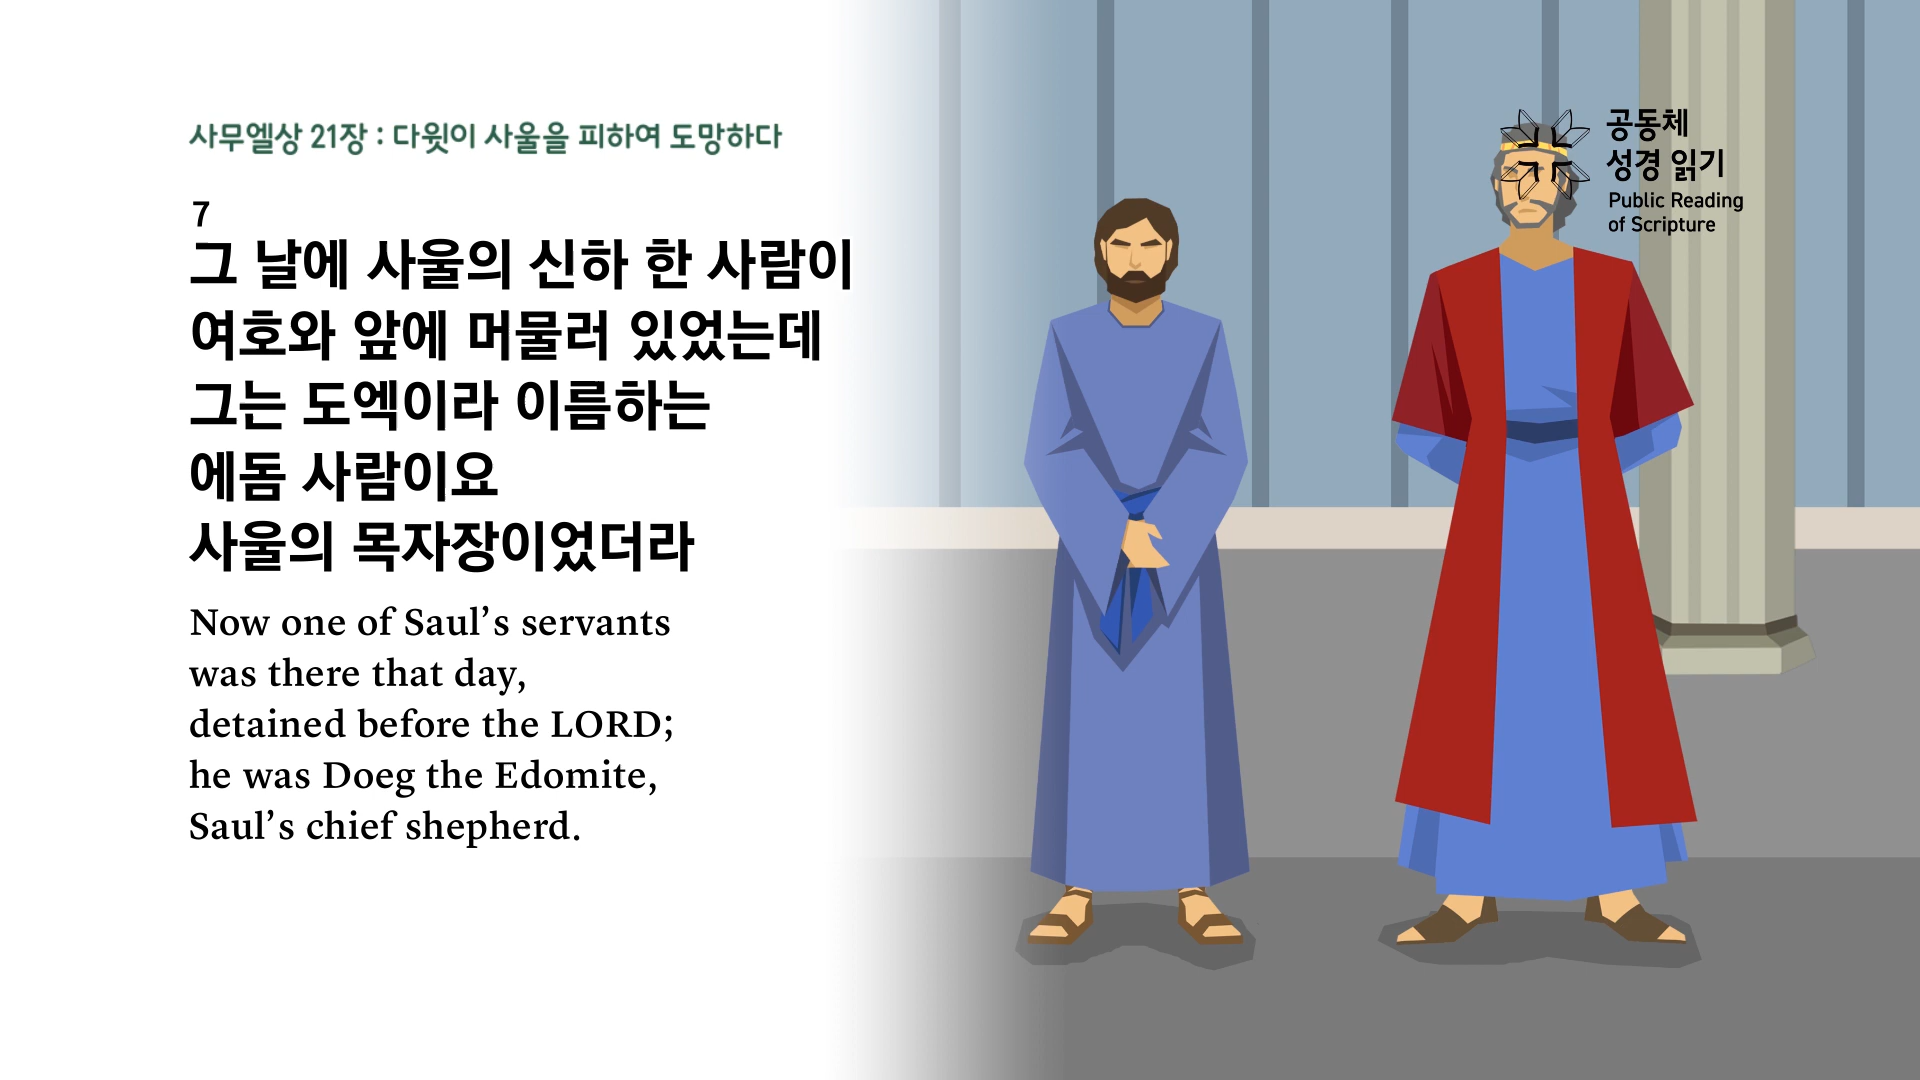 사무엘상 21장 : 다윗이 사울을 피하여 도망하다
7
그 날에 사울의 신하 한 사람이
여호와 앞에 머물러 있었는데
그는 도엑이라 이름하는
에돔 사람이요
사울의 목자장이었더라
Now one of Saul’s servants
was there that day,
detained before the LORD;
he was Doeg the Edomite,
Saul’s chief shepherd.
공동체
성경 읽기
Public Reading
of Scripture